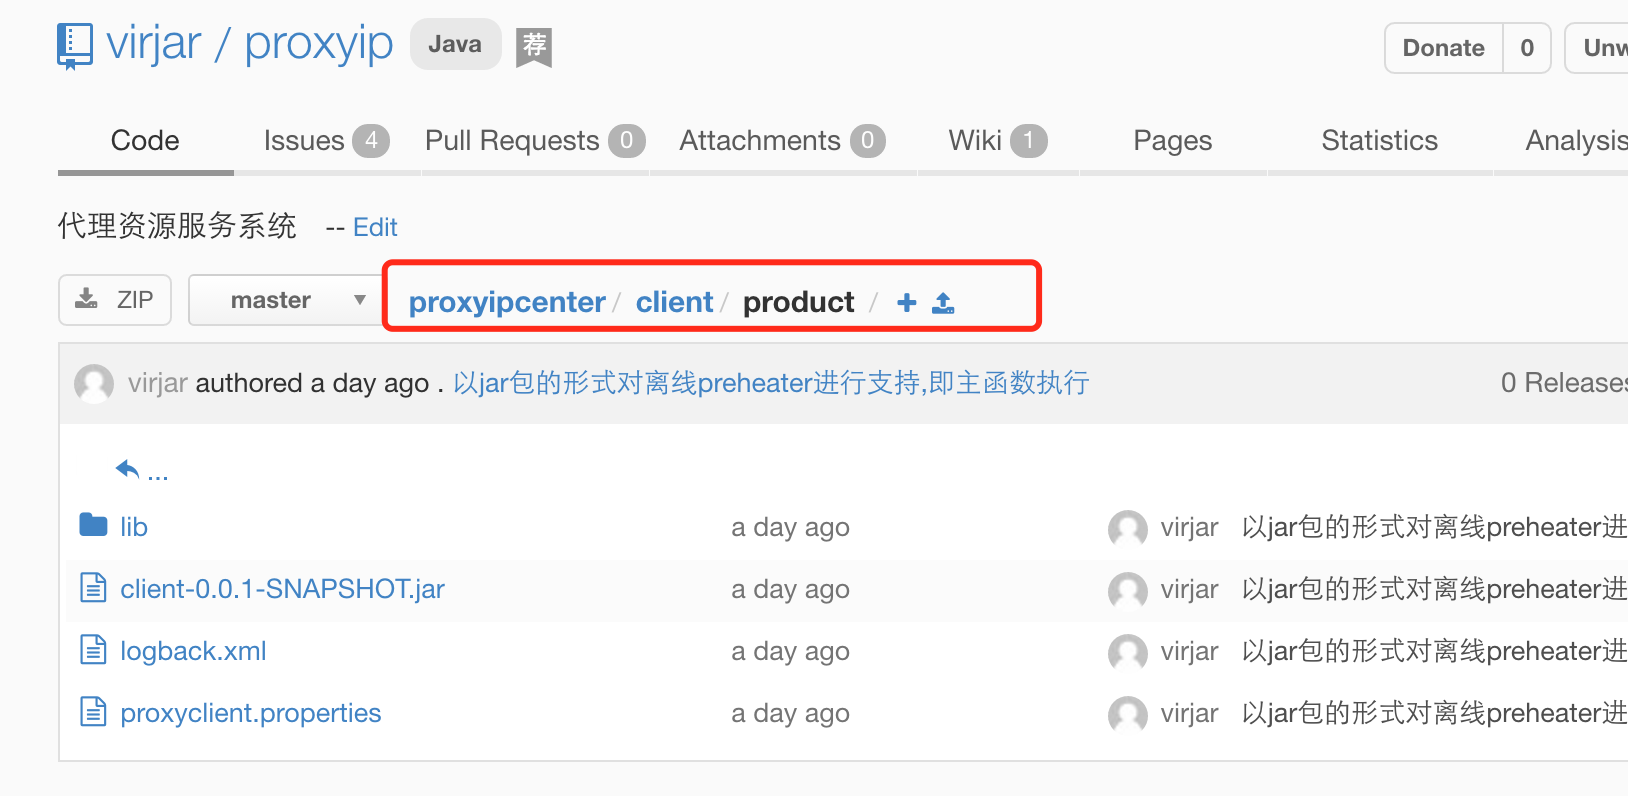 virjar / proxyip Java 荐 Donate 0 Unw
Code Issues 4 Pull Requests 0 Attachments 0 Wiki 1 Pages Statistics Analysis
代理资源服务系统 -- Edit
ZIP master proxyipcenter / client / product / +
virjar authored a day ago . 以jar包的形式对离线preheater进行支持,即主函数执行 0 Releases
...
lib a day ago virjar 以jar包的形式对离线preheater进
client-0.0.1-SNAPSHOT.jar a day ago virjar 以jar包的形式对离线preheater进
logback.xml a day ago virjar 以jar包的形式对离线preheater进
proxyclient.properties a day ago virjar 以jar包的形式对离线preheater进